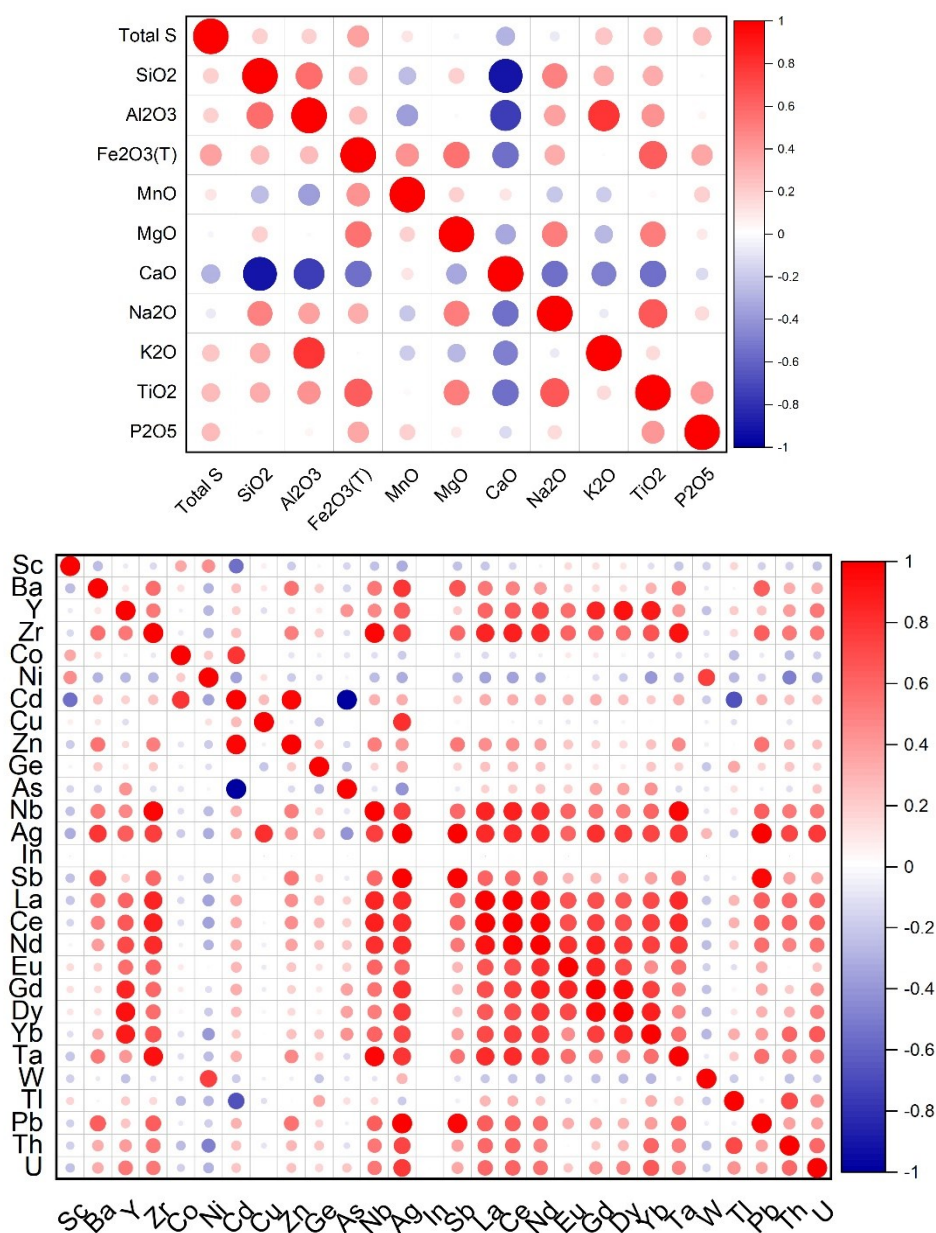 Total S
SiO2
Al2O3
Fe2O3(T)
MnO
MgO
CaO
Na2O
K2O
TiO2
P2O5
Total S SiO2 Al2O3 Fe2O3(T) MnO MgO CaO Na2O K2O TiO2 P2O5
1
0.8
0.6
0.4
0.2
0
-0.2
-0.4
-0.6
-0.8
-1
Sc
Ba
Y
Zr
Co
Ni
Cd
Cu
Zn
Ge
As
Nb
Ag
In
Sb
La
Ce
Nd
Eu
Gd
Dy
Yb
Ta
W
Tl
Pb
Th
U
Sc Ba Y Zr Co Ni Cd Cu Zn Ge As Nb Ag In Sb La Ce Nd Eu Gd Dy Yb Ta W Tl Pb Th U
1
0.8
0.6
0.4
0.2
0
-0.2
-0.4
-0.6
-0.8
-1